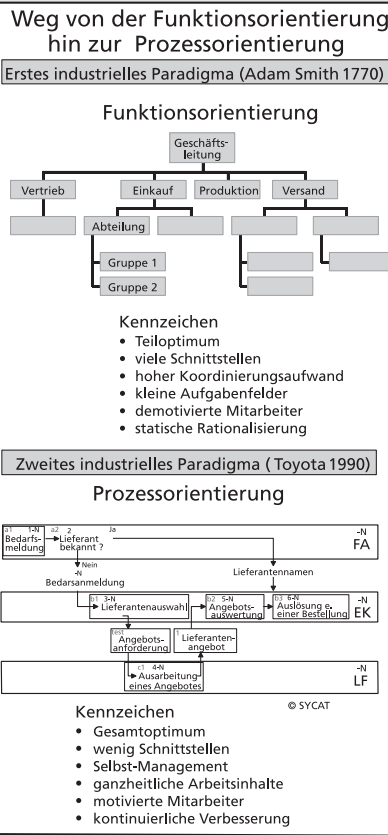 Weg von der Funktionsorientierung
hin zur Prozessorientierung
Erstes industrielles Paradigma (Adam Smith 1770)
Funktionsorientierung
Geschäfts-
leitung
Vertrieb
Einkauf
Produktion
Versand
Abteilung
Gruppe 1
Gruppe 2
Kennzeichen
• Teiloptimum
• viele Schnittstellen
• hoher Koordinierungsaufwand
• kleine Aufgabenfelder
• demotivierte Mitarbeiter
• statische Rationalisierung
Zweites industrielles Paradigma ( Toyota 1990)
Prozessorientierung
a1 1-N
Bedarfs-
meldung
a2 2
Lieferant
bekannt ?
Ja
-N
FA
Nein
-N
Bedarsanmeldung
Lieferantennamen
b1 3-N
Lieferantenauswahl
b2 5-N
Angebots-
auswertung
b3 6-N
Auslösung e.
einer Bestellung
-N
EK
test
Angebots-
anforderung
1
Lieferanten-
angebot
c1 4-N
Ausarbeitung
eines Angebotes
-N
LF
© SYCAT
Kennzeichen
• Gesamtoptimum
• wenig Schnittstellen
• Selbst-Management
• ganzheitliche Arbeitsinhalte
• motivierte Mitarbeiter
• kontinuierliche Verbesserung